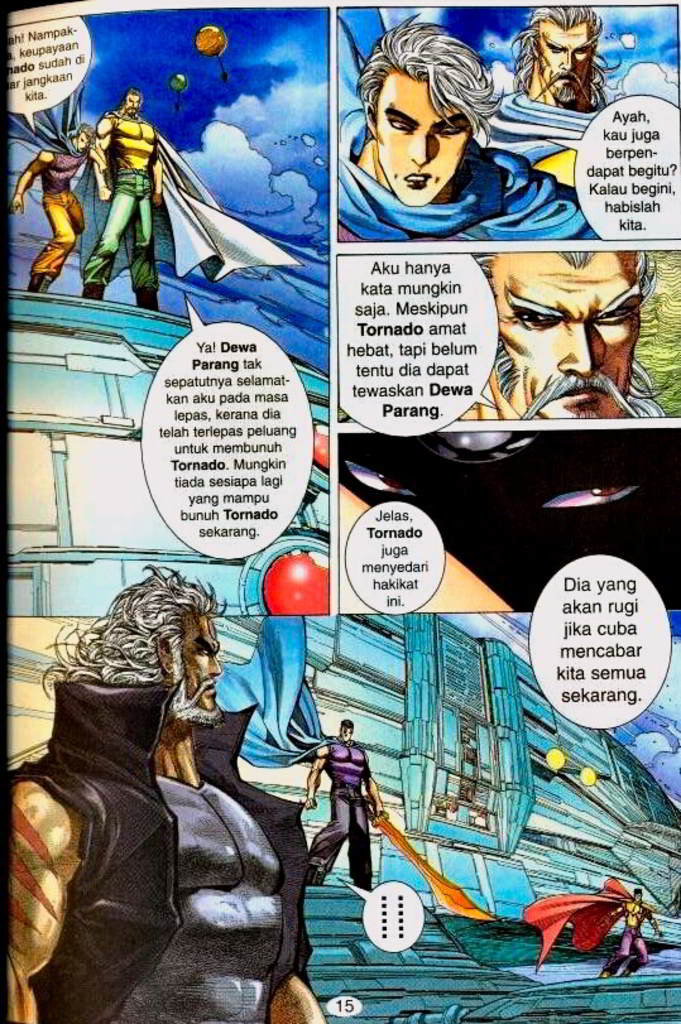 ah! Nampak-
a, keupayaan
nado sudah di
ar jangkaan
kita.
Ya! Dewa
Parang tak
sepatutnya selamat-
kan aku pada masa
lepas, kerana dia
telah terlepas peluang
untuk membunuh
Tornado. Mungkin
tiada sesiapa lagi
yang mampu
bunuh Tornado
sekarang.
Ayah,
kau juga
berpen-
dapat begitu?
Kalau begini,
habislah
kita.
Aku hanya
kata mungkin
saja. Meskipun
Tornado amat
hebat, tapi belum
tentu dia dapat
tewaskan Dewa
Parang.
Jelas,
Tornado
juga
menyedari
hakikat
ini.
Dia yang
akan rugi
jika cuba
mencabar
kita semua
sekarang.
15